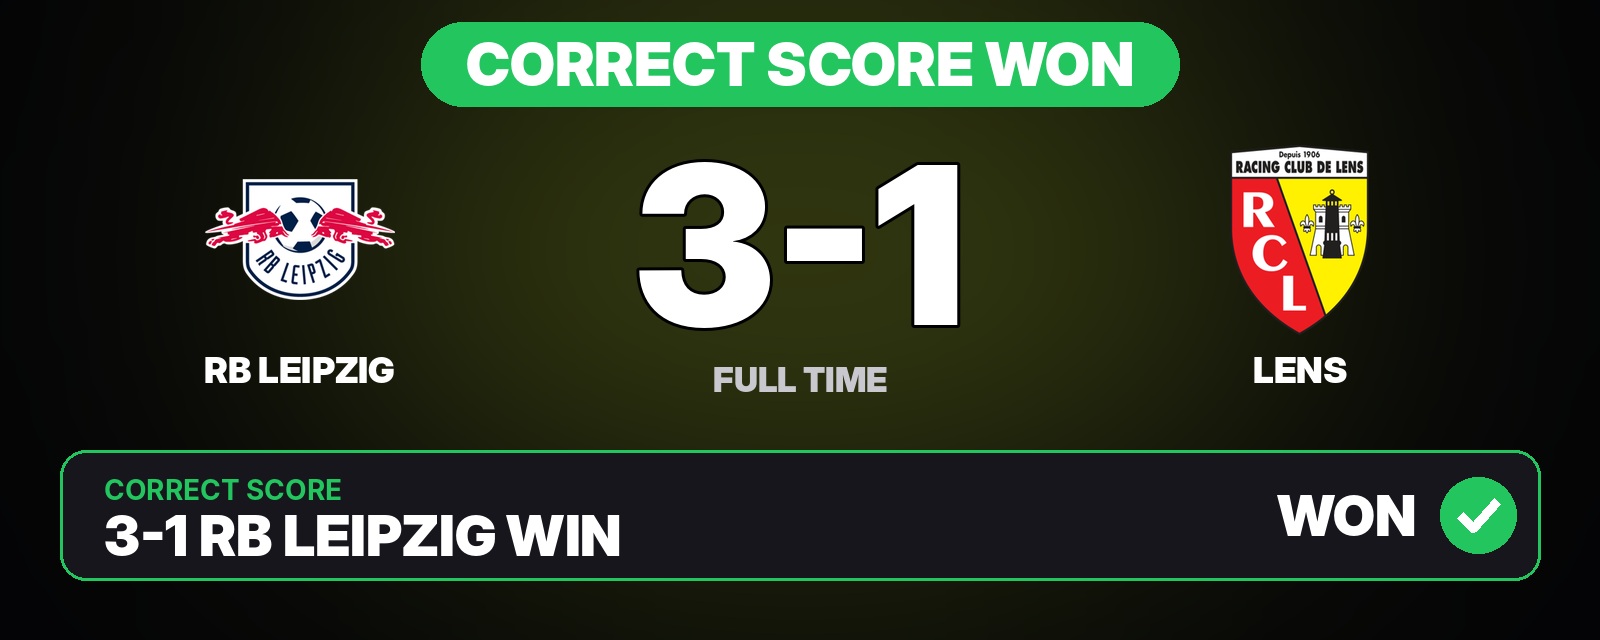 CORRECT SCORE WON
3-1
FULL TIME
RB LEIPZIG
RB LEIPZIG
Depuis 1906
RACING CLUB DE LENS
R
C
L
LENS
CORRECT SCORE
3-1 RB LEIPZIG WIN
WON